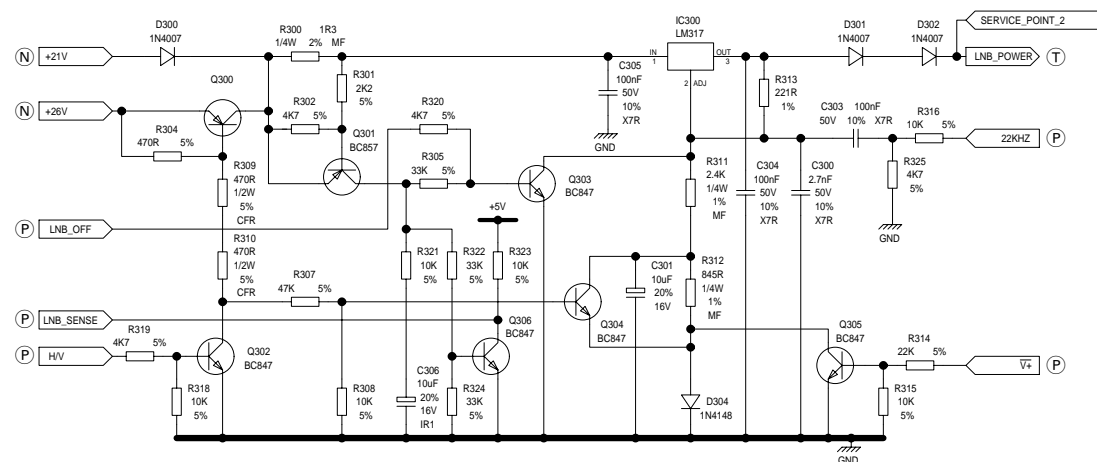 D300
1N4007
R300
1R3
1/4W
2%
MF
IC300
LM317
D301
1N4007
D302
1N4007
SERVICE_POINT_2
N
+21V
IN
1
OUT
3
2
ADJ
LNB_POWER
T
Q300
R301
2K2
5%
C305
100nF
50V
10%
X7R
GND
R313
221R
1%
N
+26V
R302
4K7
5%
R320
4K7
5%
C303
50V
100nF
10%
X7R
R316
10K
5%
22KHZ
P
R304
470R
5%
Q301
BC857
R309
470R
1/2W
5%
CFR
R305
33K
5%
Q303
BC847
R311
2.4K
1/4W
1%
MF
C304
100nF
50V
10%
X7R
C300
2.7nF
50V
10%
X7R
R325
4K7
5%
GND
P
LNB_OFF
+5V
R310
470R
1/2W
5%
CFR
R321
10K
5%
R322
33K
5%
R323
10K
5%
C301
10uF
20%
16V
R312
845R
1/4W
1%
MF
R307
47K
5%
Q304
BC847
P
LNB_SENSE
Q306
BC847
Q305
BC847
R314
22K
5%
V+
P
P
H/V
R319
4K7
5%
Q302
BC847
R318
10K
5%
R308
10K
5%
C306
10uF
20%
16V
IR1
R324
33K
5%
D304
1N4148
R315
10K
5%
GND